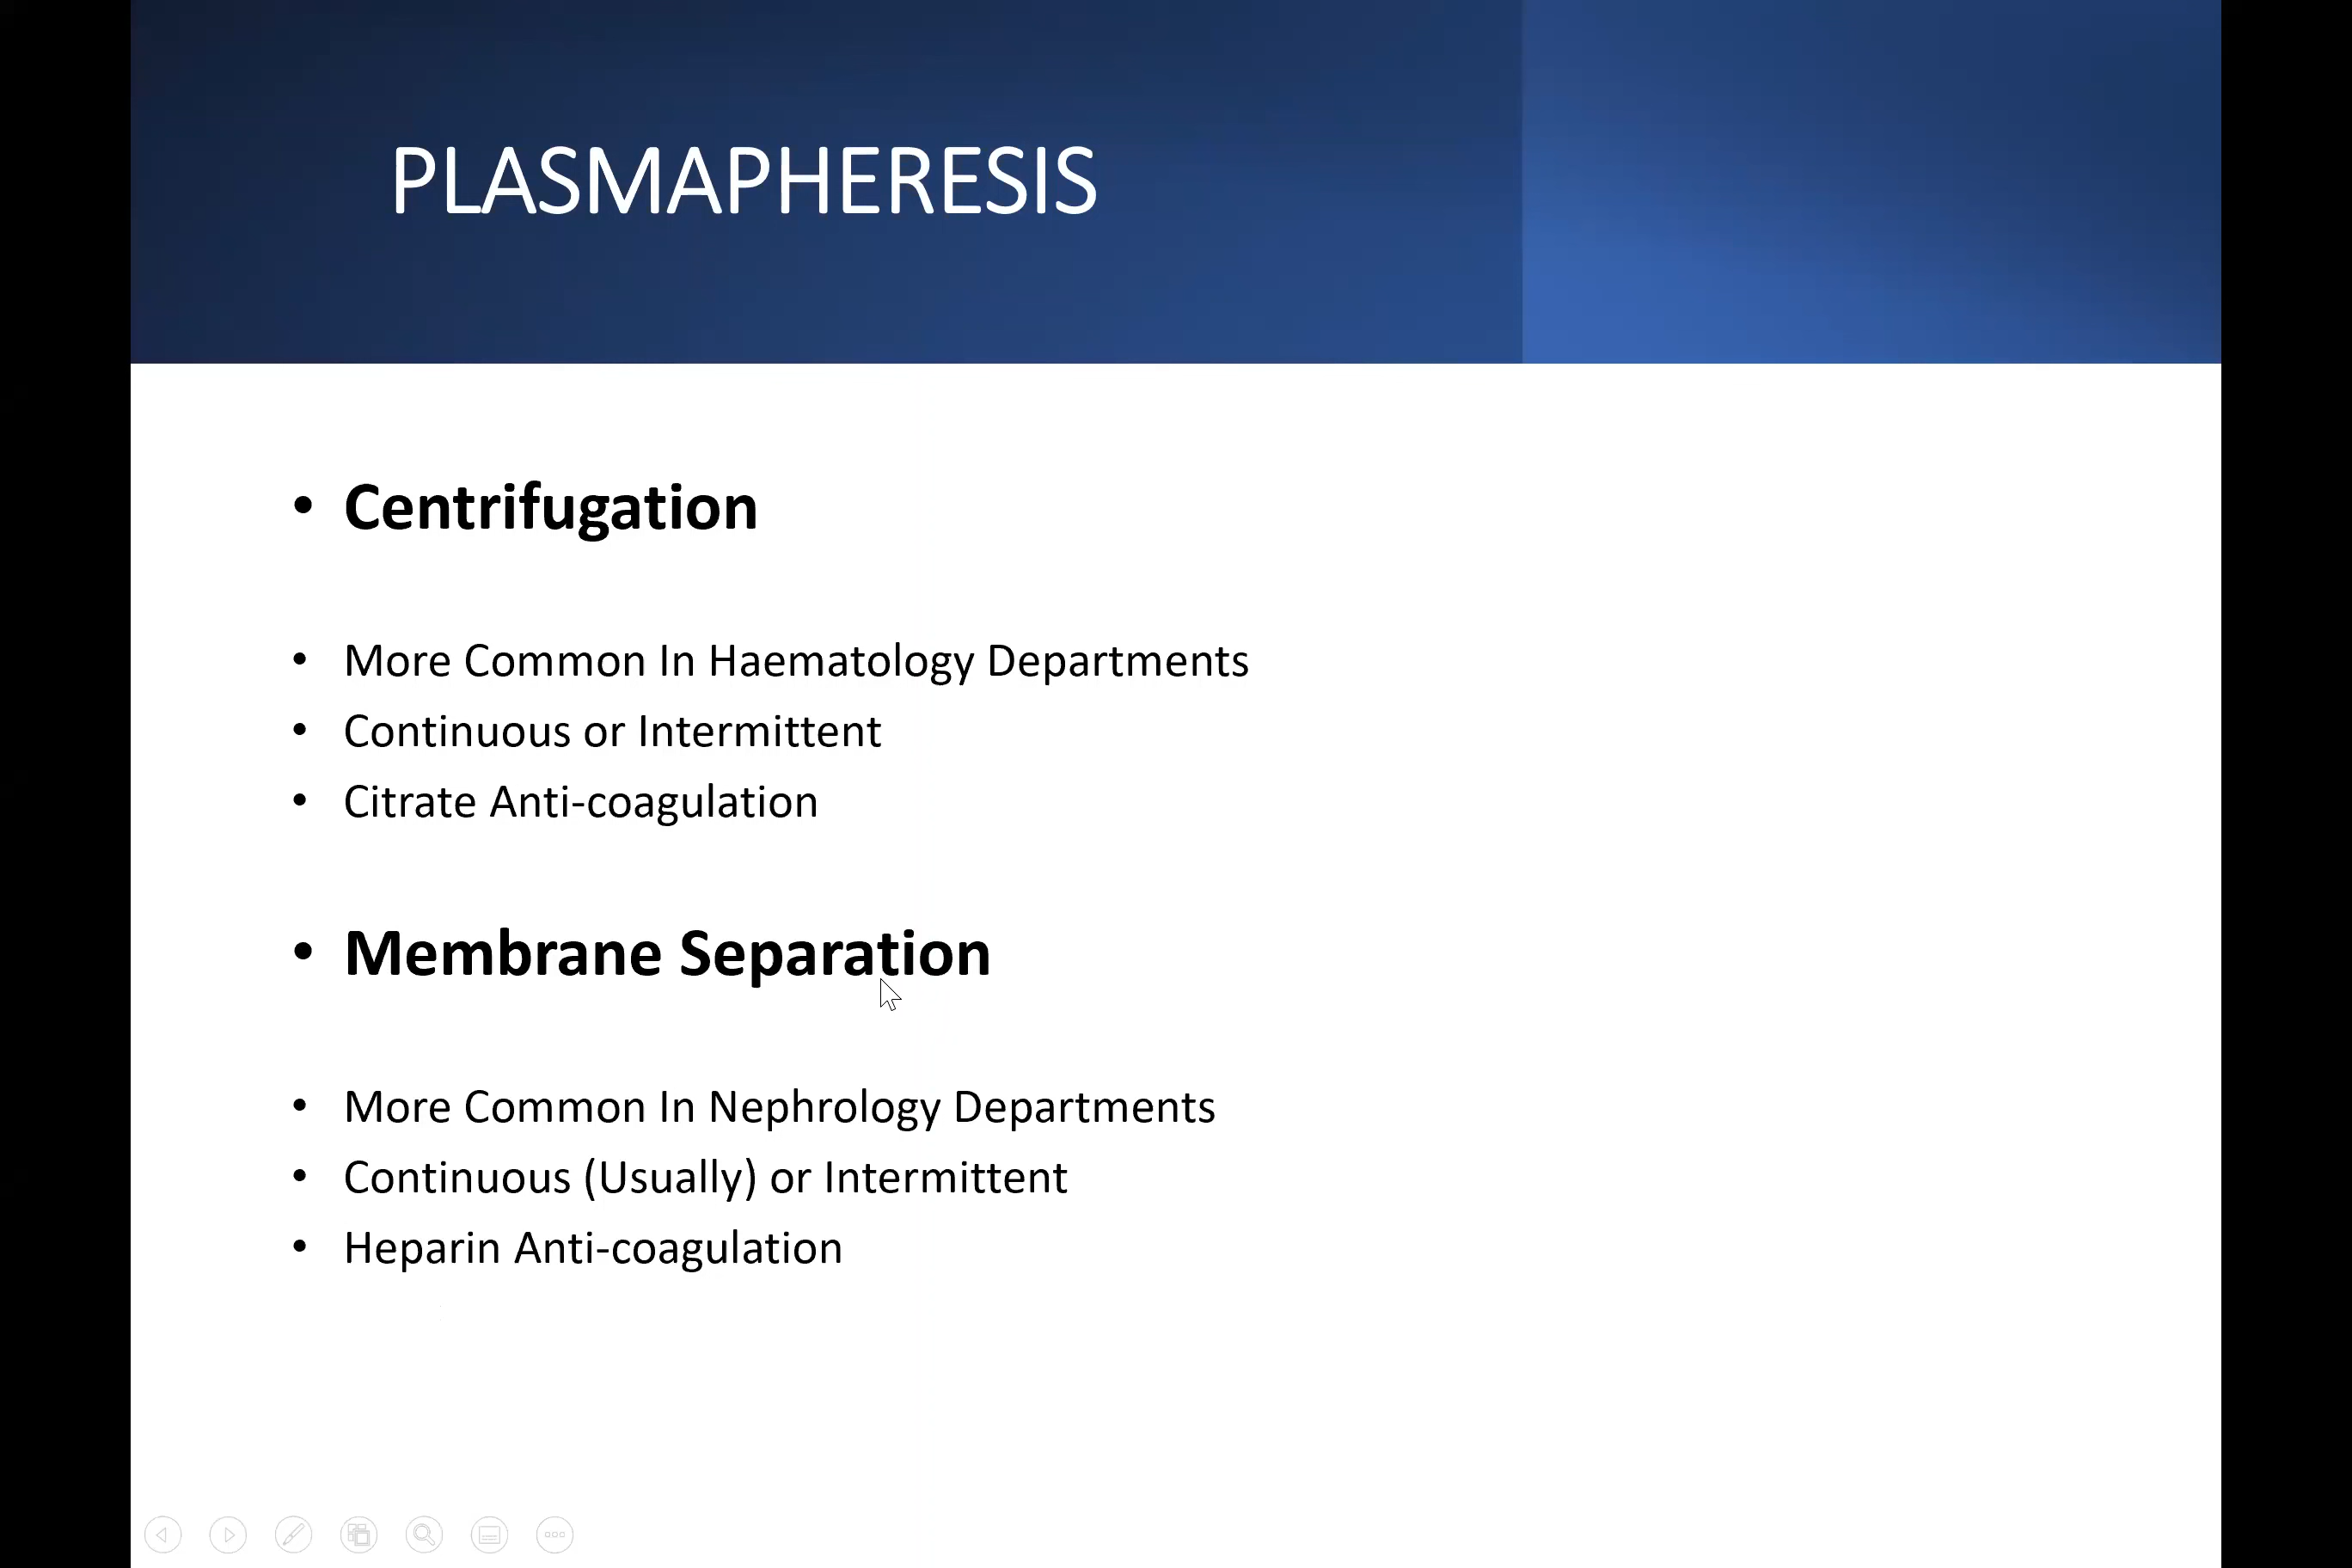 PLASMAPHERESIS
• Centrifugation
• More Common In Haematology Departments
• Continuous or Intermittent
• Citrate Anti-coagulation
• Membrane Separation
• More Common In Nephrology Departments
• Continuous (Usually) or Intermittent
• Heparin Anti-coagulation